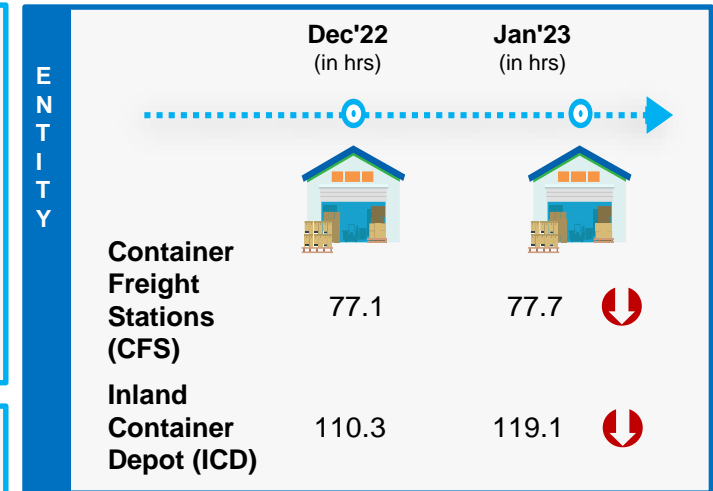 ENTITY
Dec'22 Jan'23
(in hrs) (in hrs)
Container
Freight
Stations
(CFS)
77.1 77.7
Inland
Container
Depot (ICD)
110.3 119.1